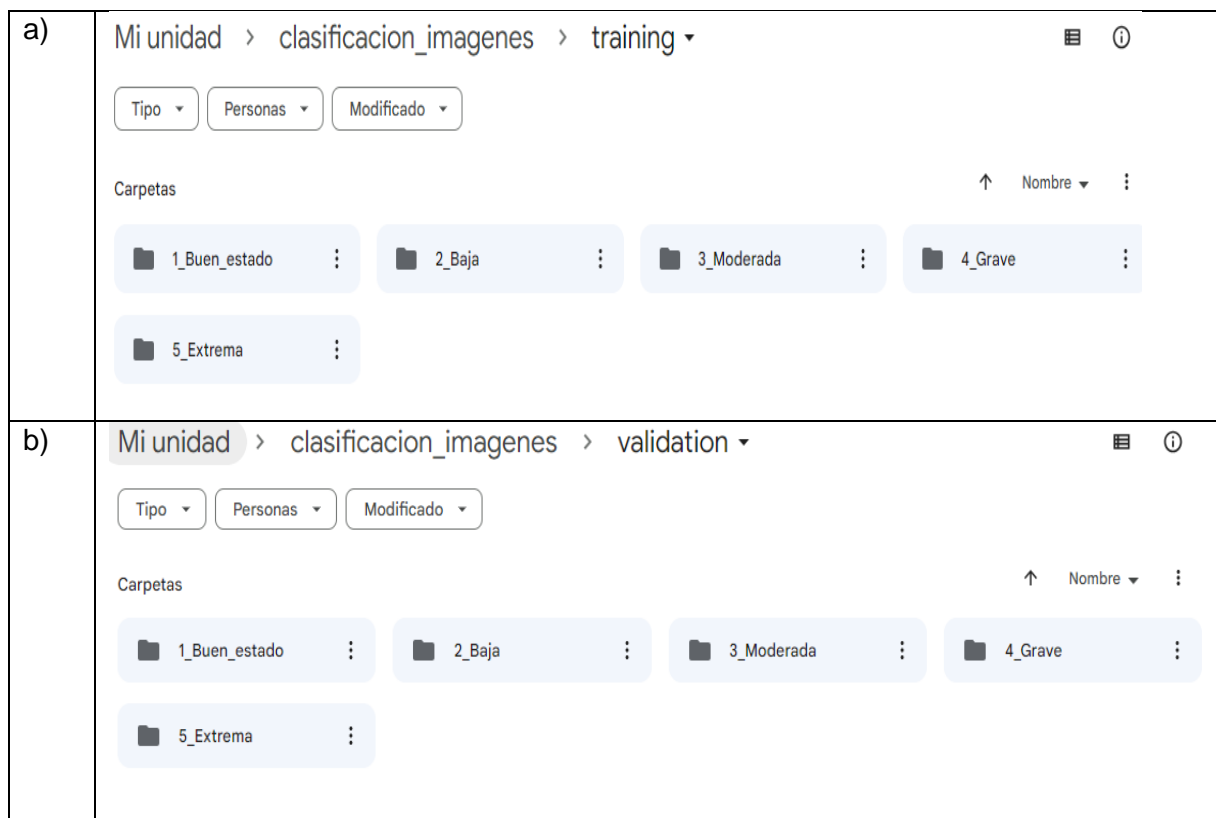 a)
Mi unidad > clasificacion_imagenes > training
Tipo Personas Modificado
Carpetas Nombre
1_Buen_estado 2_Baja 3_Moderada 4_Grave
5_Extrema
b)
Mi unidad > clasificacion_imagenes > validation
Tipo Personas Modificado
Carpetas Nombre
1_Buen_estado 2_Baja 3_Moderada 4_Grave
5_Extrema